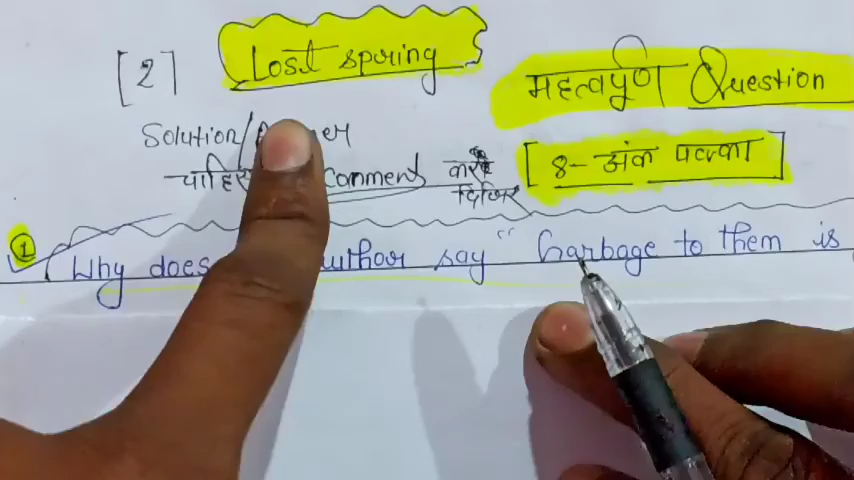 [2] Lost spring
महत्वपूर्ण Question
Solution/
चाहिए Comment कर
दिजिए
[8-अंक पक्का]
① Why does author say " Garbage to them is